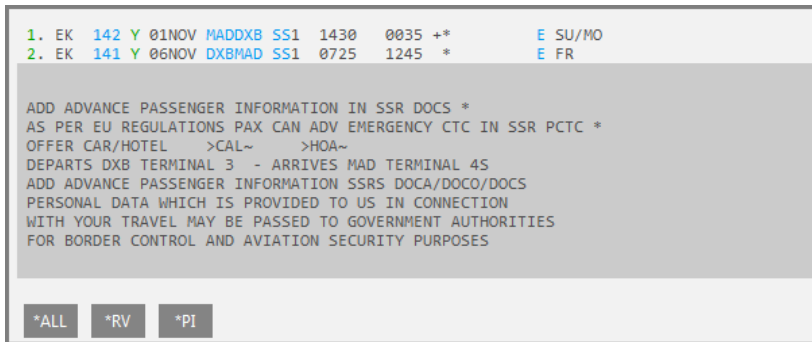 1. EK 142 Y 01NOV MADDXB SS1 1430 0035 +* E SU/MO
2. EK 141 Y 06NOV DXBMAD SS1 0725 1245 * E FR
ADD ADVANCE PASSENGER INFORMATION IN SSR DOCS *
AS PER EU REGULATIONS PAX CAN ADV EMERGENCY CTC IN SSR PCTC *
OFFER CAR/HOTEL >CAL~ >HOA~
DEPARTS DXB TERMINAL 3 - ARRIVES MAD TERMINAL 4S
ADD ADVANCE PASSENGER INFORMATION SSRS DOCA/DOCO/DOCS
PERSONAL DATA WHICH IS PROVIDED TO US IN CONNECTION
WITH YOUR TRAVEL MAY BE PASSED TO GOVERNMENT AUTHORITIES
FOR BORDER CONTROL AND AVIATION SECURITY PURPOSES
*ALL *RV *PI